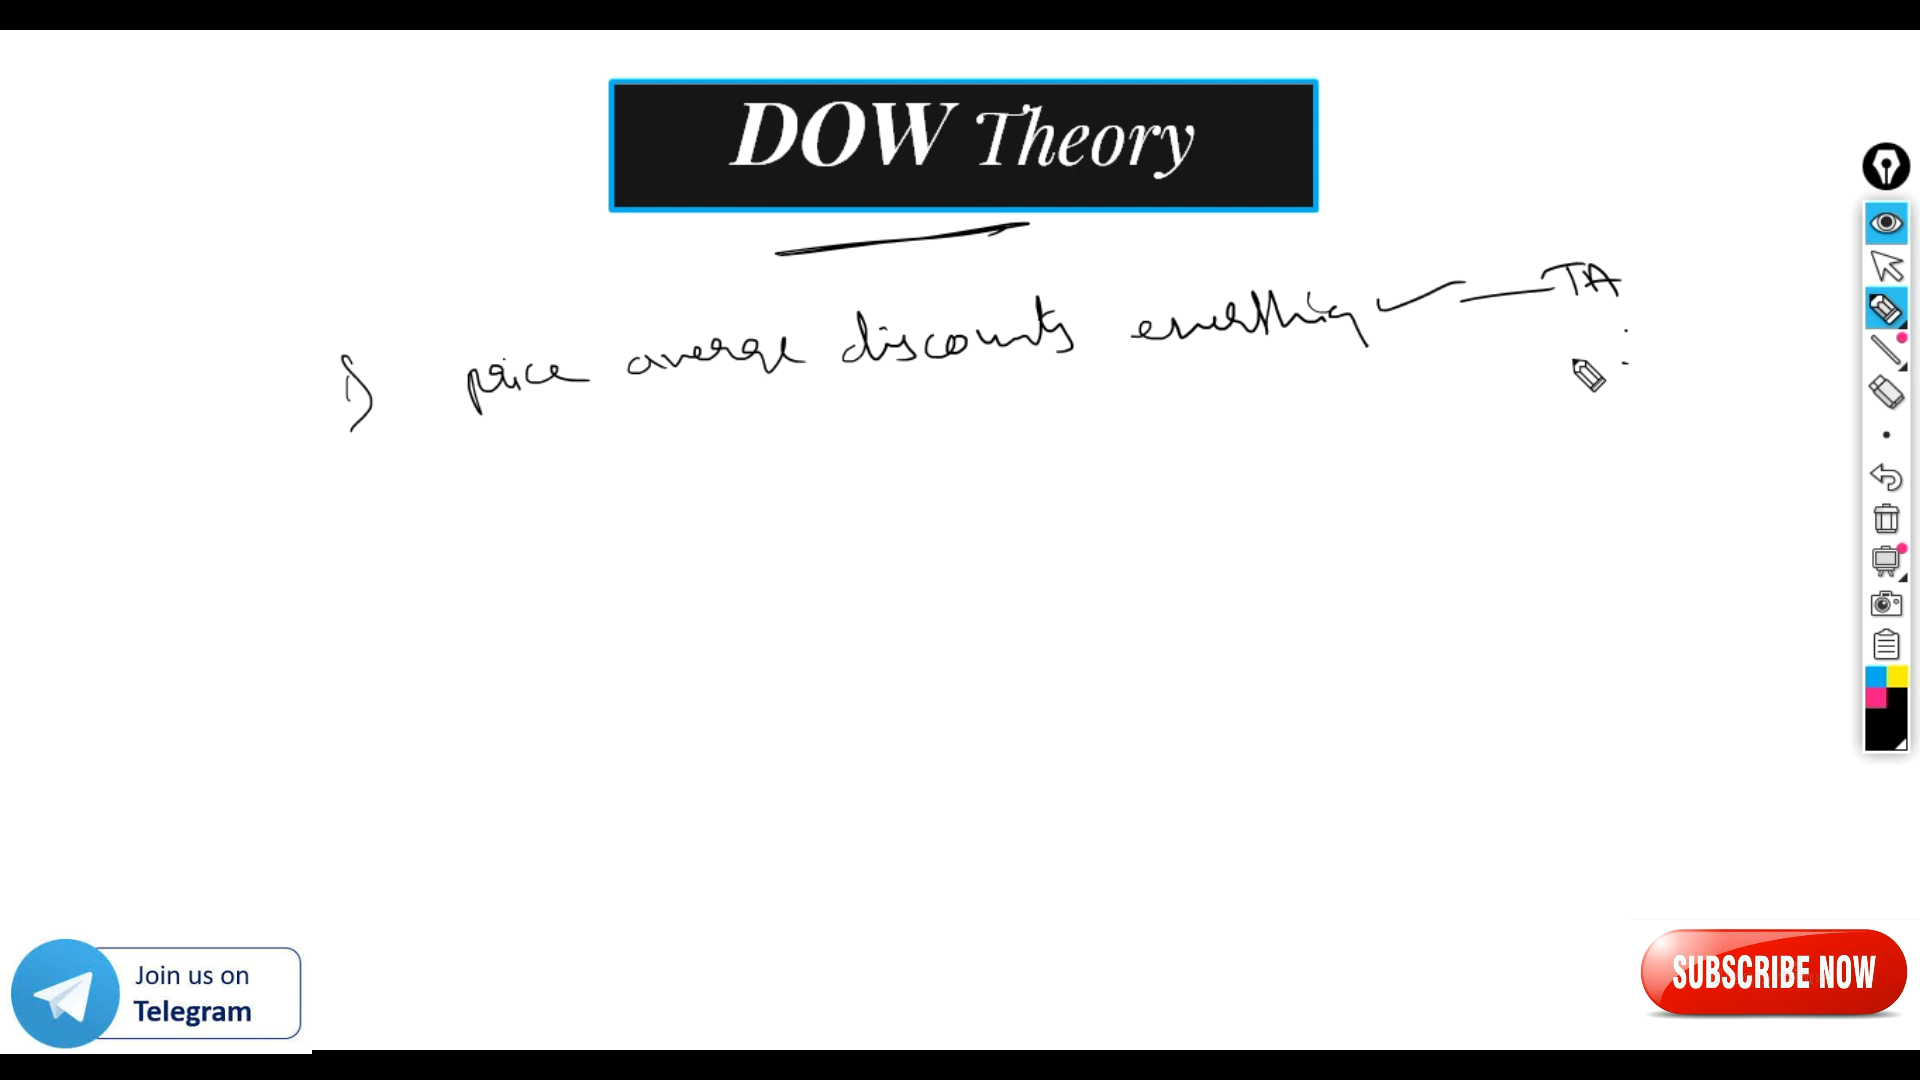 DOW Theory
1) price average discounts everything — TA
Join us on
Telegram
SUBSCRIBE NOW